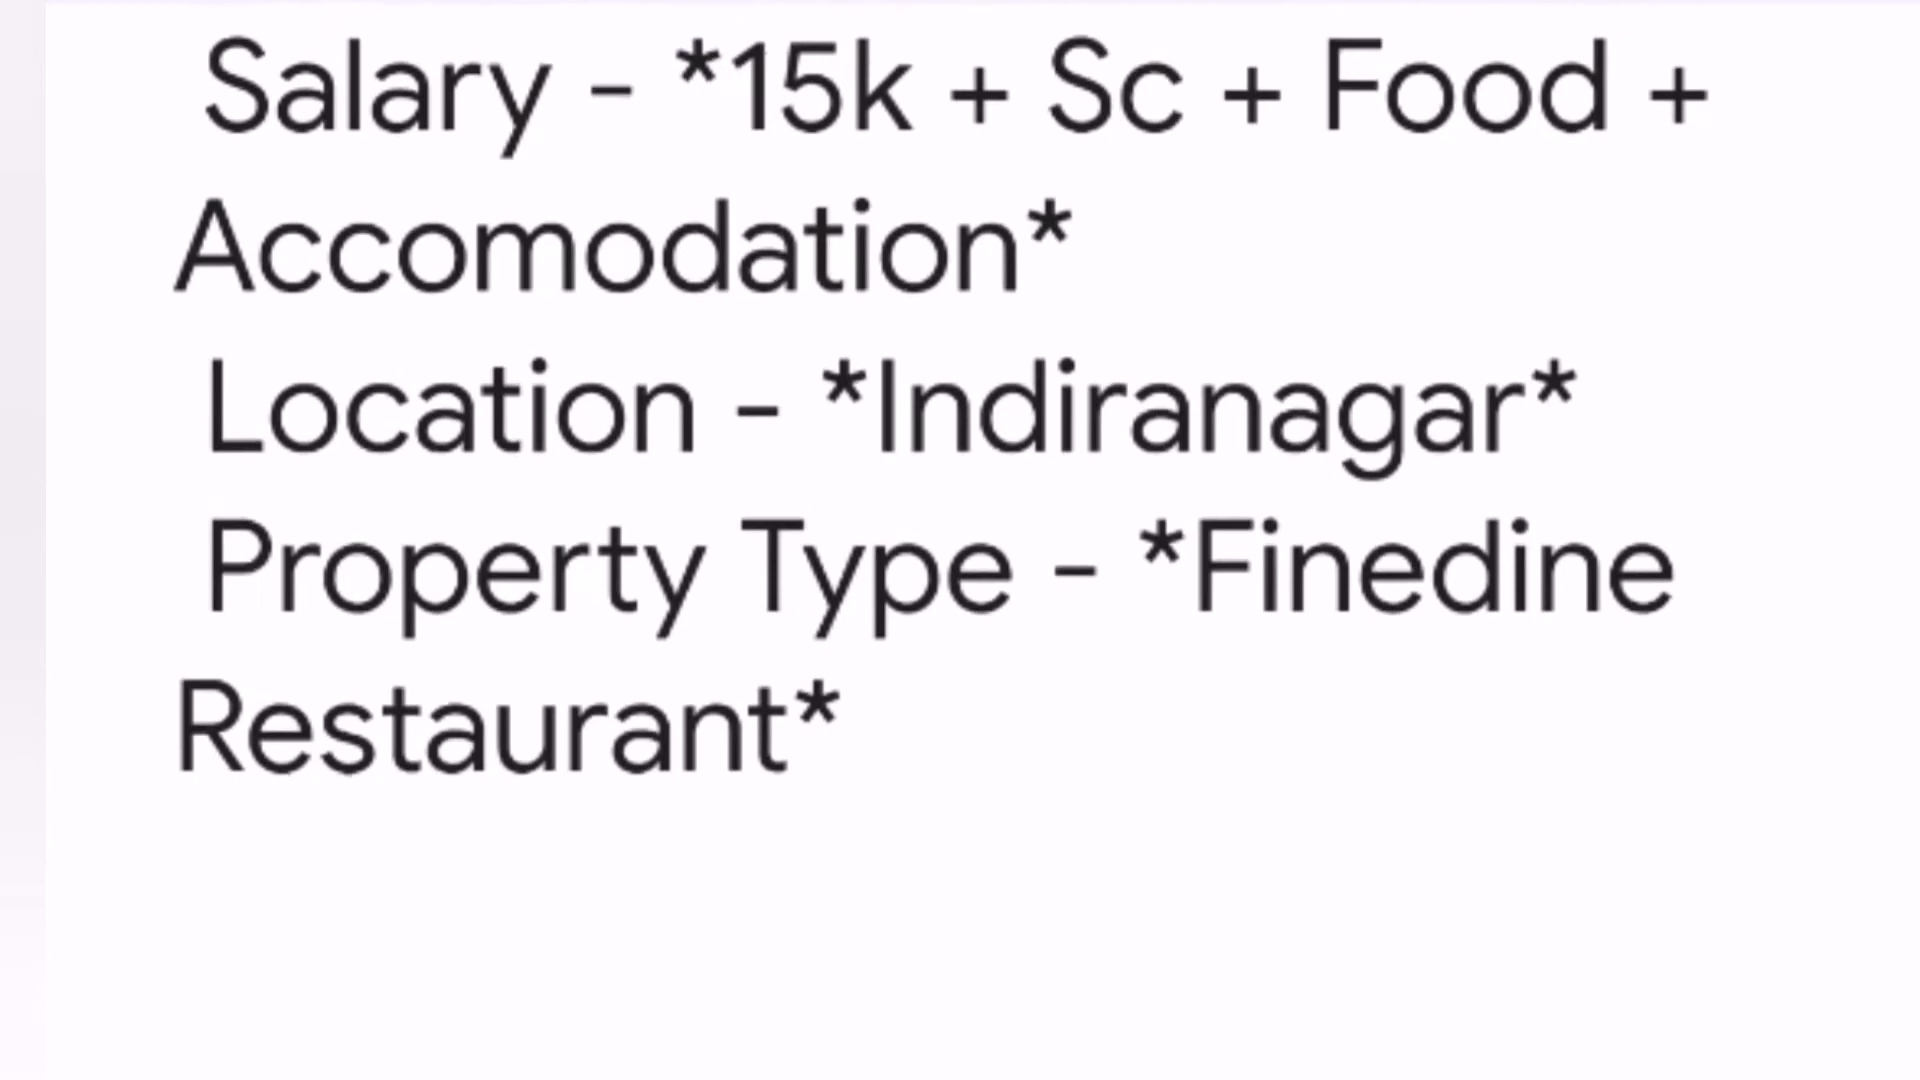 Salary - *15k + Sc + Food +
Accomodation*
Location - *Indiranagar*
Property Type - *Finedine
Restaurant*